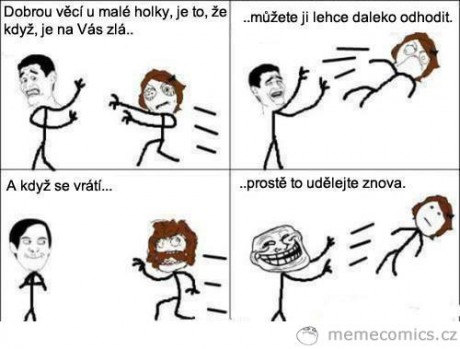 Dobrou věcí u malé holky, je to, že
když, je na Vás zlá..
..můžete ji lehce daleko odhodit.
A když se vrátí...
..prostě to udělejte znova.
memecomics.cz